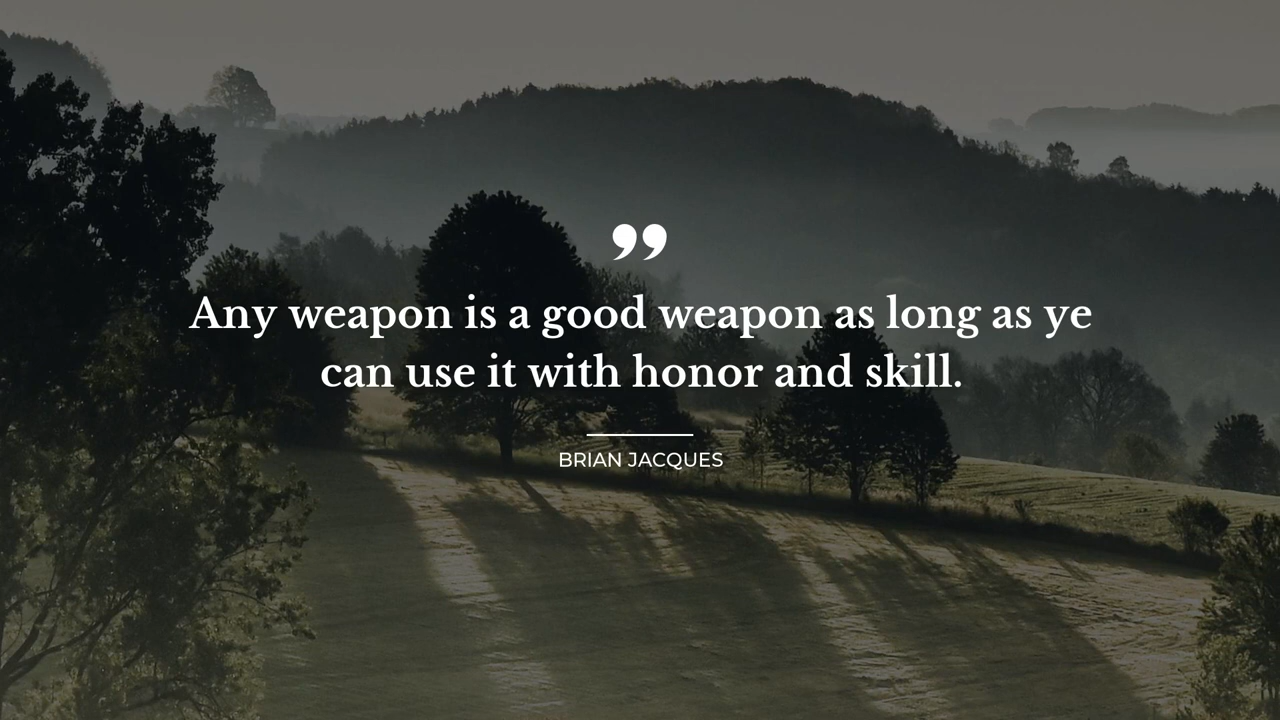 ”
Any weapon is a good weapon as long as ye
can use it with honor and skill.
BRIAN JACQUES